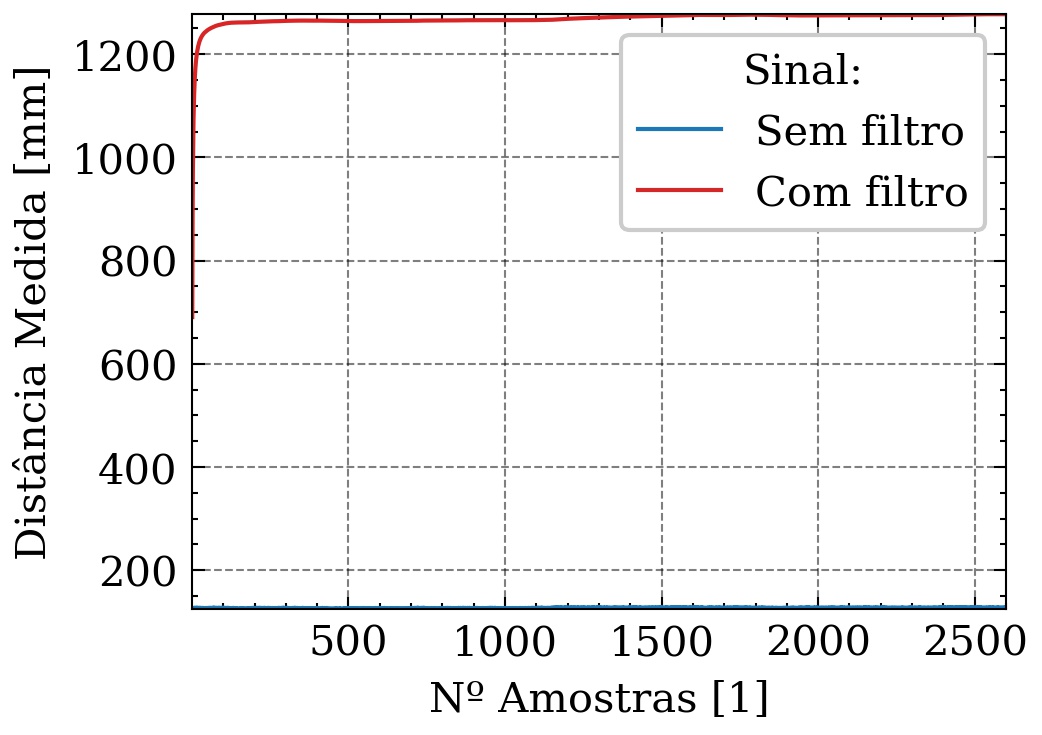 Distância Medida [mm]
1200
1000
800
600
400
200
Sinal:
Sem filtro
Com filtro
500 1000 1500 2000 2500
Nº Amostras [1]